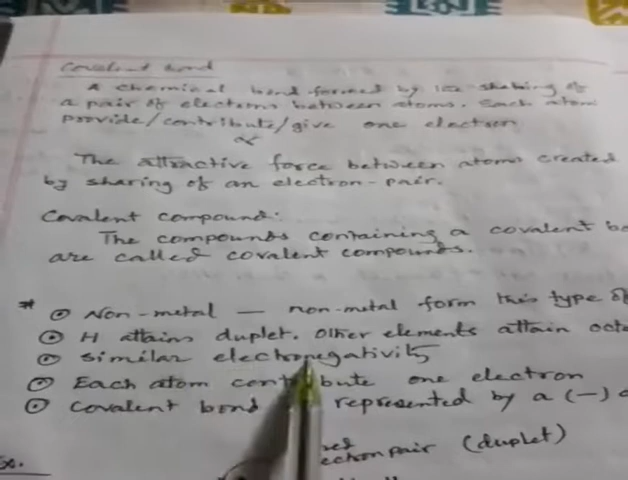 Covalent bond
A chemical bond formed by the sharing of
a pair of electrons between atoms. Each atom
provide/contribute/give one electron
or
The attractive force between atoms created
by sharing of an electron-pair.
Covalent compound:
The compounds containing a covalent
are called covalent compounds.
* ⊙ Non-metal — non-metal form this type of
⊙ H attains duplet. Other elements attain
⊙ Similar electronegativity
⊙ Each atom contribute one electron
⊙ Covalent bond represented by a (—)
pair (duplet)